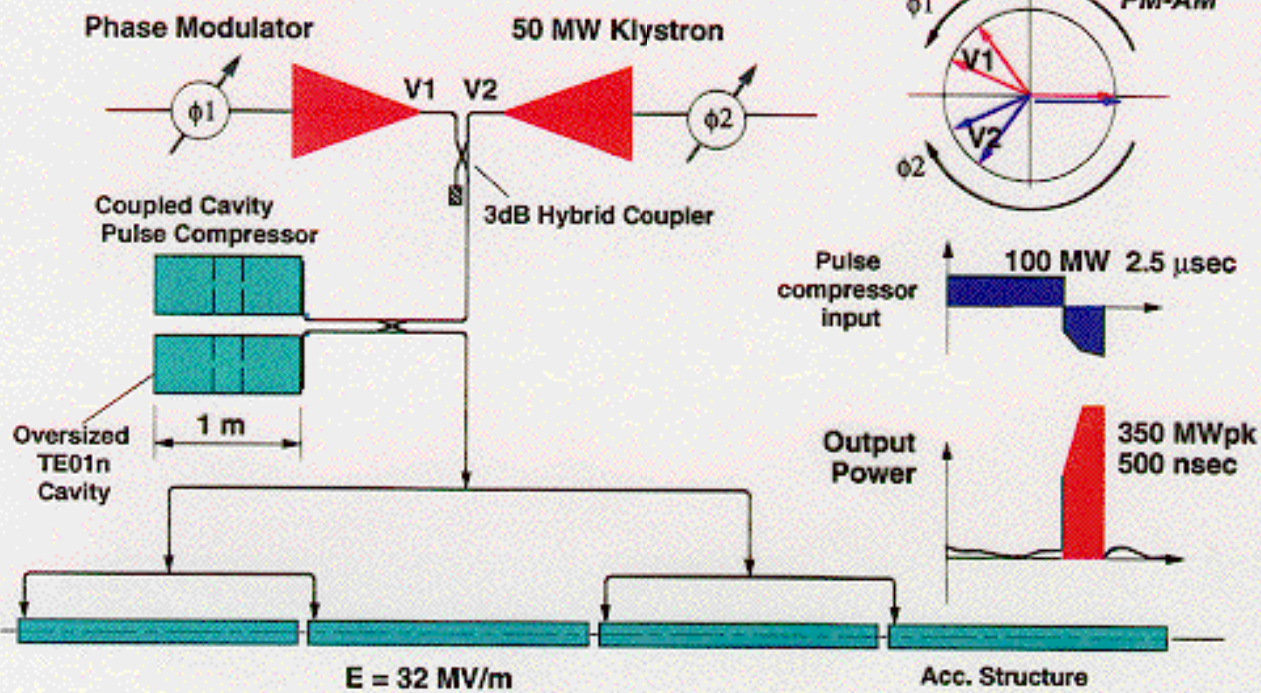 Phase Modulator
50 MW Klystron
ϕ1
V1
V2
ϕ2
3dB Hybrid Coupler
ϕ1
PM-AM
V1
V2
ϕ2
Coupled Cavity
Pulse Compressor
Pulse
compressor
input
100 MW 2.5 μsec
1 m
Oversized
TE01n
Cavity
Output
Power
350 MWpk
500 nsec
E = 32 MV/m
Acc. Structure